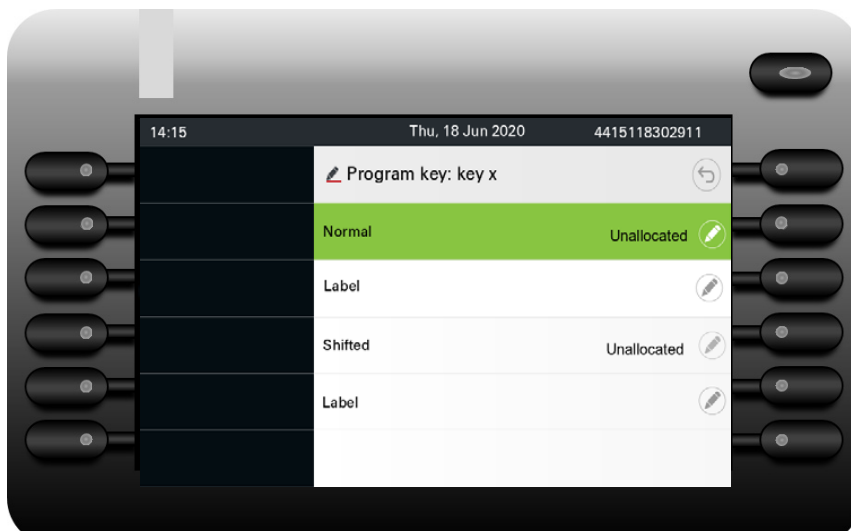 14:15 Thu, 18 Jun 2020 4415118302911
Program key: key x
Normal Unallocated
Label
Shifted Unallocated
Label